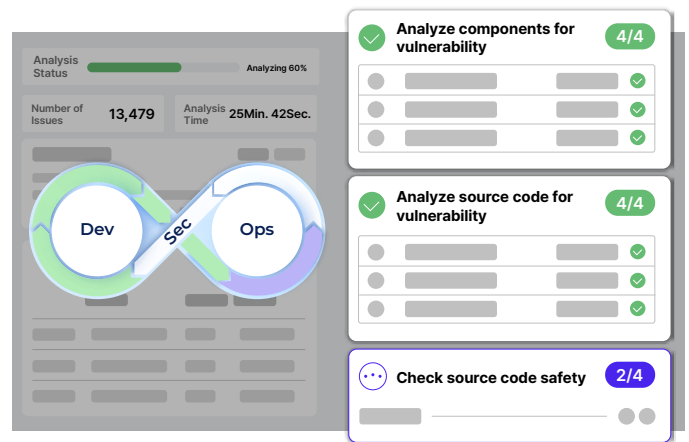 Analysis
Status
Analyzing 60%
Number of
Issues
13,479
Analysis
Time
25Min. 42Sec.
Dev
Sec
Ops
Analyze components for
vulnerability
4/4
Analyze source code for
vulnerability
4/4
Check source code safety
2/4